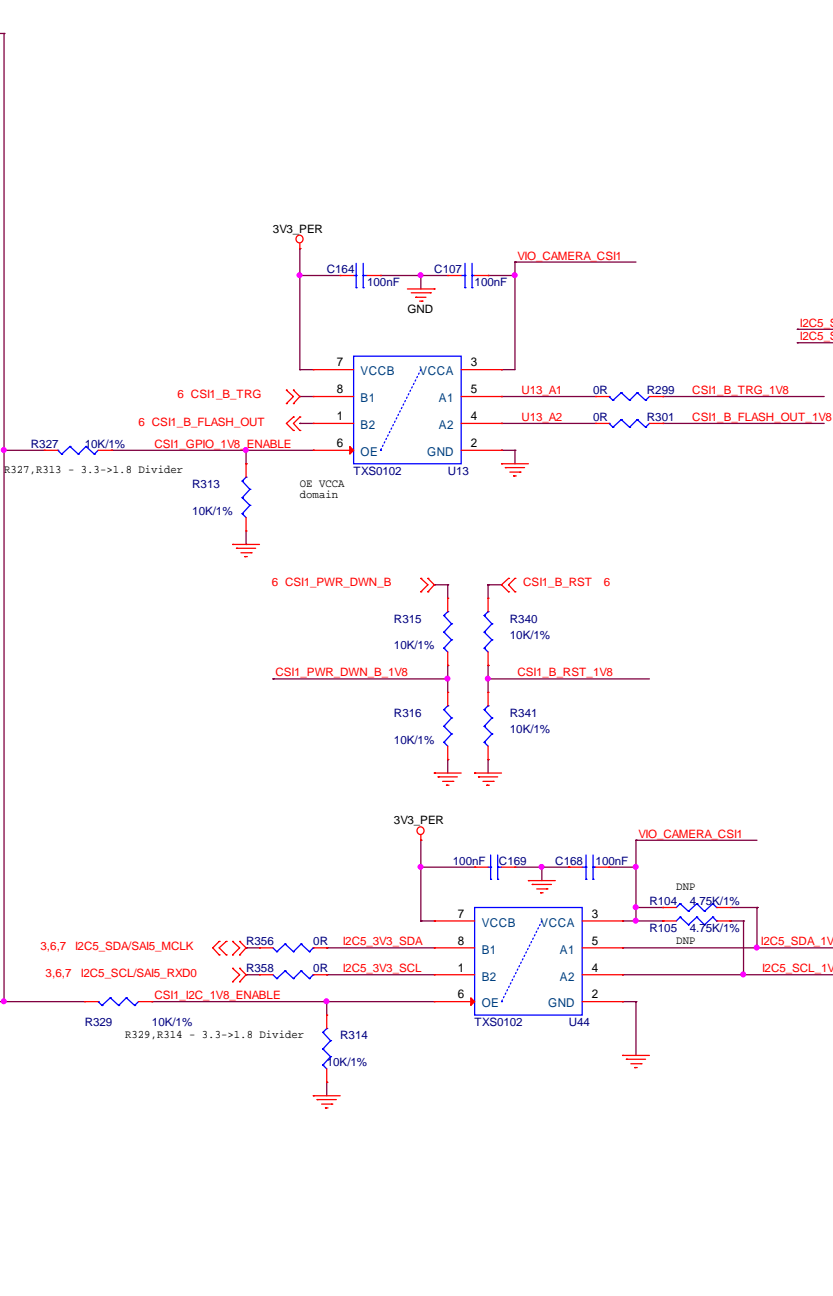 3V3_PER
VIO_CAMERA_CSI1
C164
C107
100nF
100nF
GND
I2C5_S
I2C5_S
7 VCCB VCCA 3
6 CSI1_B_TRG 8 B1 A1 5 U13_A1 0R R299 CSI1_B_TRG_1V8
6 CSI1_B_FLASH_OUT 1 B2 A2 4 U13_A2 0R R301 CSI1_B_FLASH_OUT_1V8
R327 10K/1% CSI1_GPIO_1V8_ENABLE 6 OE GND 2
R327,R313 - 3.3->1.8 Divider
TXS0102 U13
R313
OE VCCA
domain
10K/1%
6 CSI1_PWR_DWN_B
CSI1_B_RST 6
R315
10K/1%
R340
10K/1%
CSI1_PWR_DWN_B_1V8
CSI1_B_RST_1V8
R316
10K/1%
R341
10K/1%
3V3_PER
VIO_CAMERA_CSI1
100nF C169 C168 100nF
DNP
R104 4.75K/1%
R105 4.75K/1%
DNP
7 VCCB VCCA 3
3,6,7 I2C5_SDA/SAI5_MCLK R356 0R I2C5_3V3_SDA 8 B1 A1 5 I2C5_SDA_1V
3,6,7 I2C5_SCL/SAI5_RXD0 R358 0R I2C5_3V3_SCL 1 B2 A2 4 I2C5_SCL_1V
CSI1_I2C_1V8_ENABLE 6 OE GND 2
R329 10K/1%
TXS0102 U44
R329,R314 - 3.3->1.8 Divider
R314
10K/1%